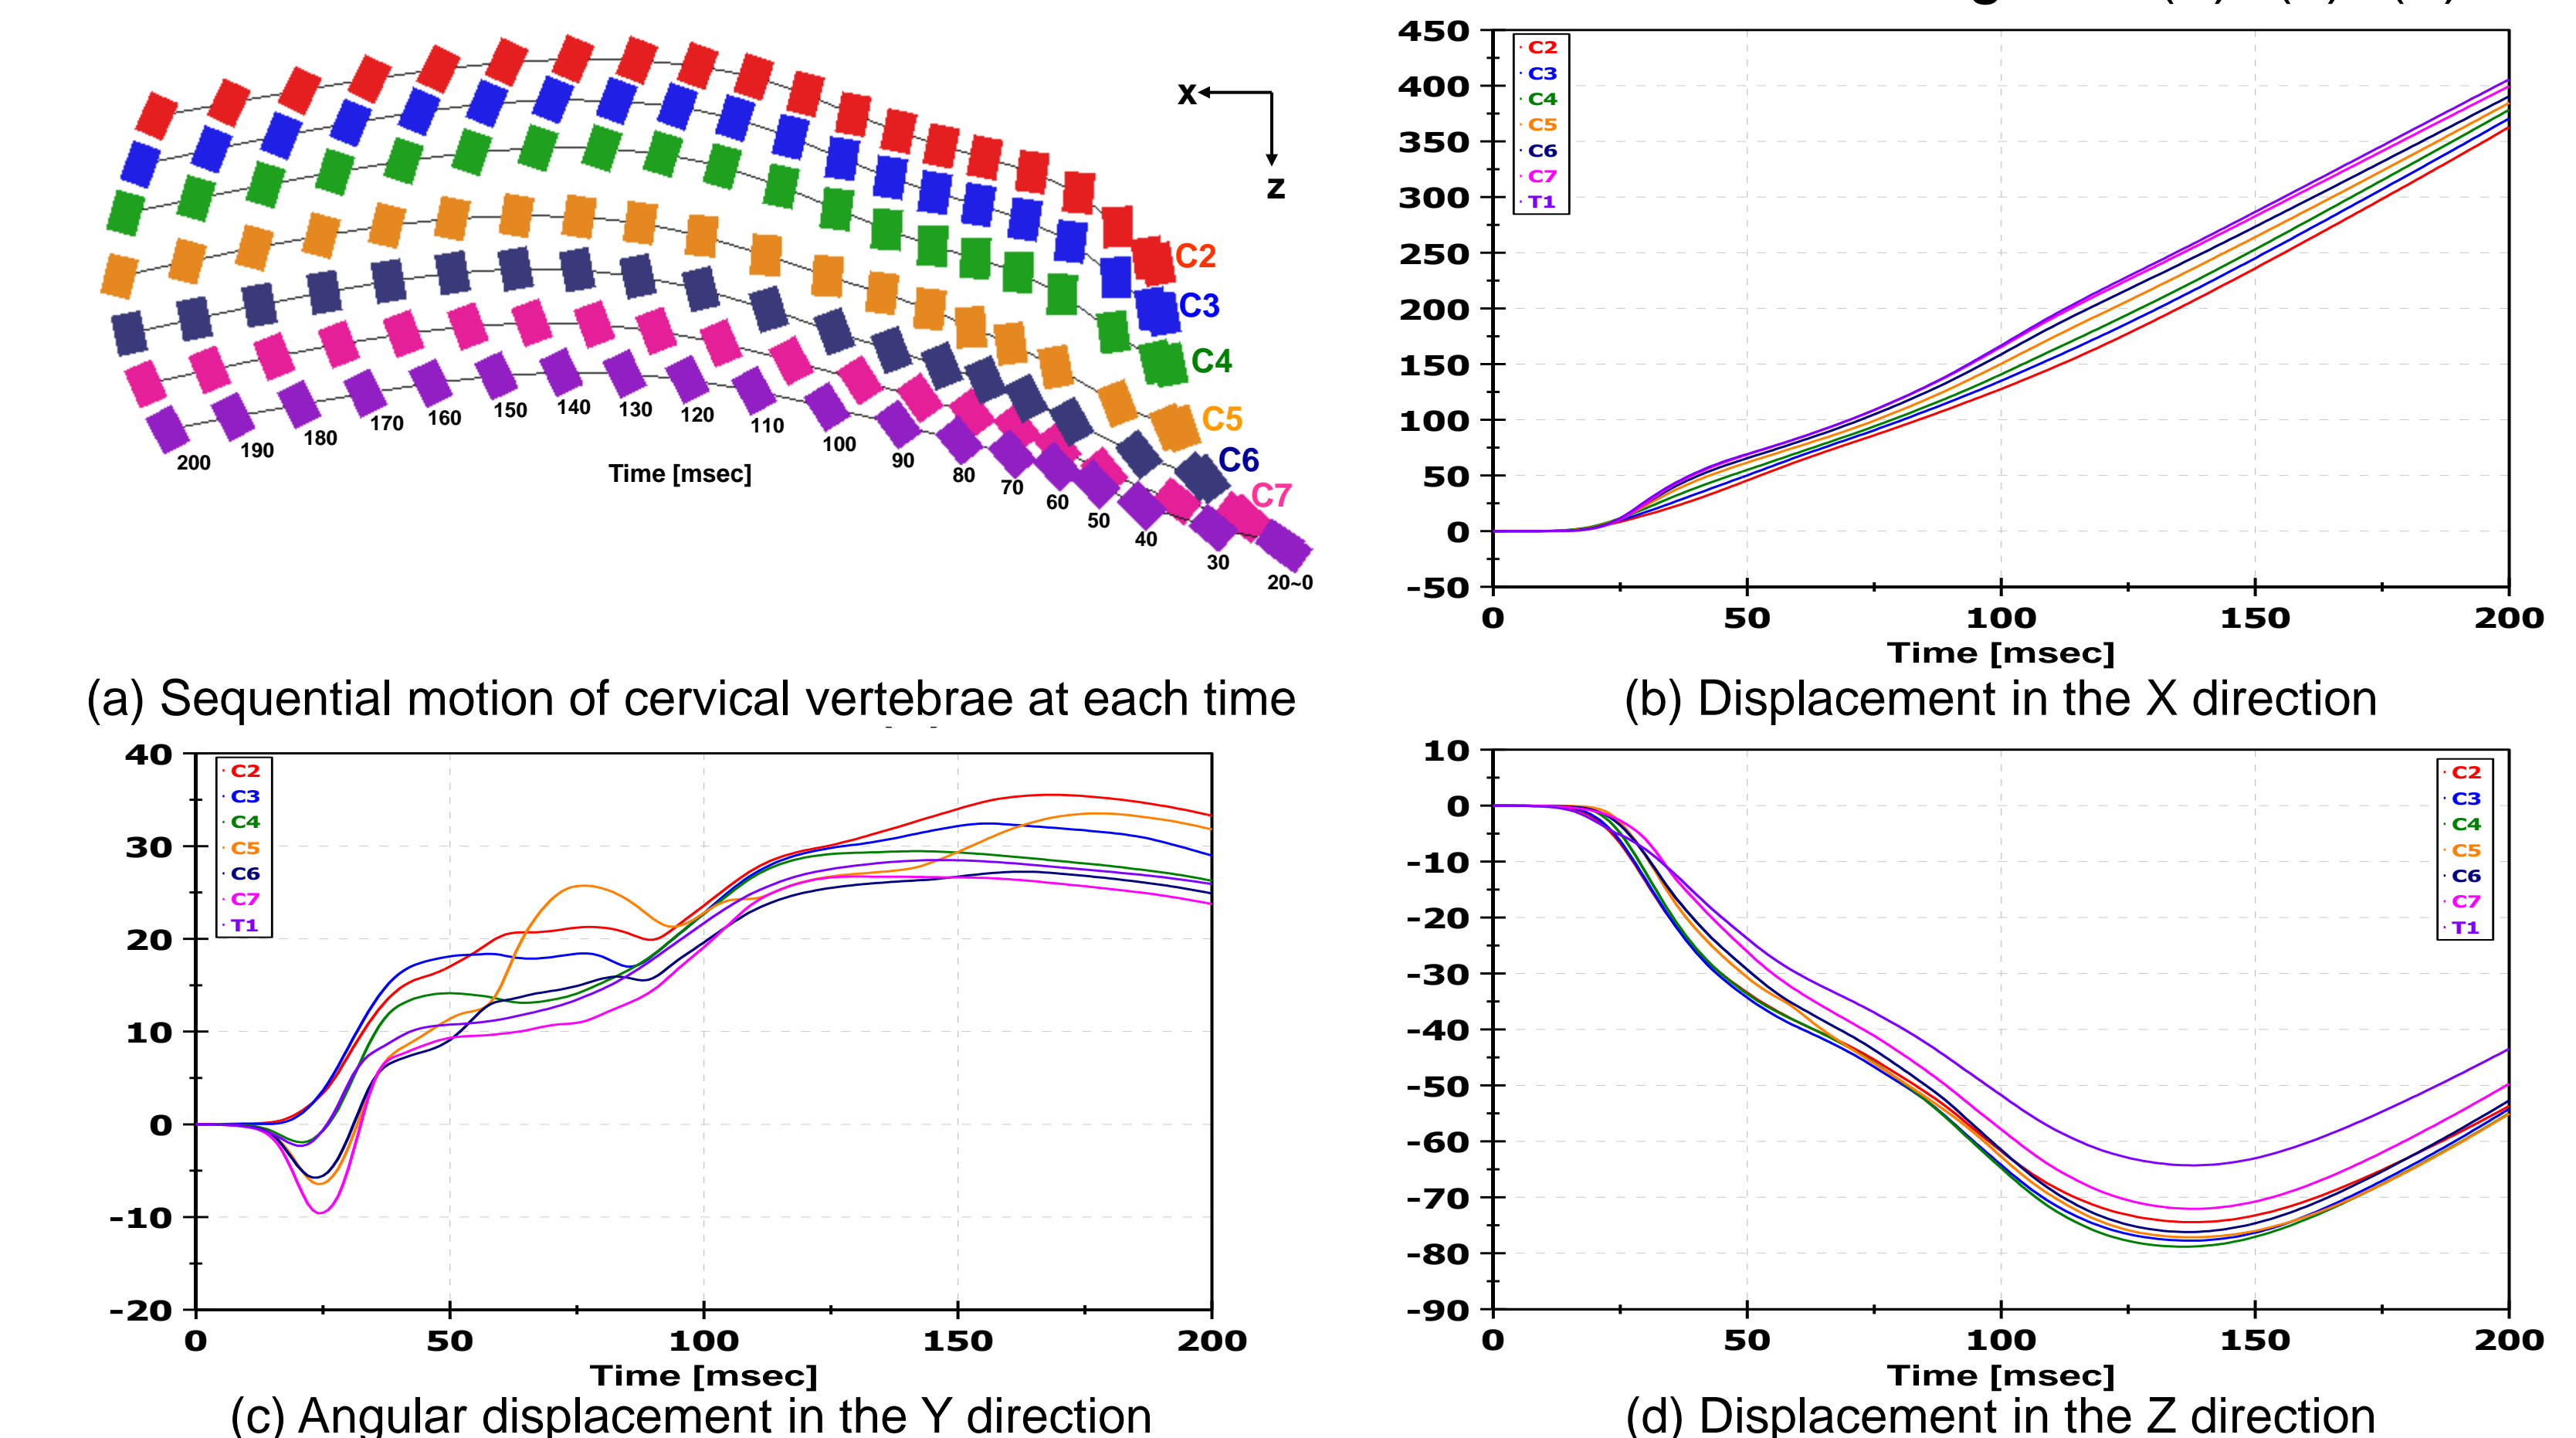 X
Z
C2
C3
C4
C5
C6
C7
200
190
180
170
160
150
140
130
120
110
100
90
80
70
60
50
40
30
20~0
Time [msec]
(a) Sequential motion of cervical vertebrae at each time
450
400
350
300
250
200
150
100
50
0
-50
C2
C3
C4
C5
C6
C7
T1
0 50 100 150 200
Time [msec]
(b) Displacement in the X direction
40
30
20
10
0
-10
-20
C2
C3
C4
C5
C6
C7
T1
0 50 100 150 200
Time [msec]
(c) Angular displacement in the Y direction
10
0
-10
-20
-30
-40
-50
-60
-70
-80
-90
C2
C3
C4
C5
C6
C7
T1
0 50 100 150 200
Time [msec]
(d) Displacement in the Z direction